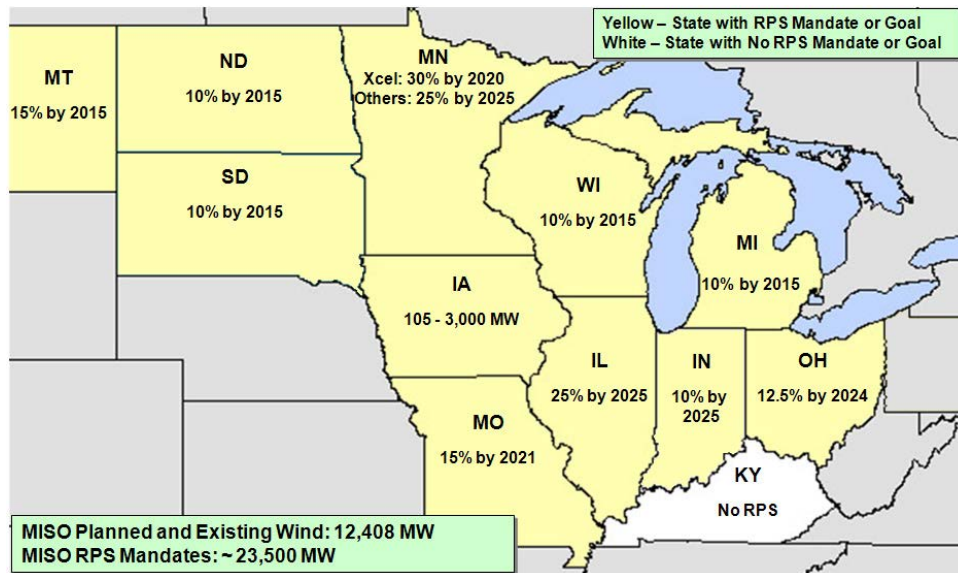 Yellow – State with RPS Mandate or Goal
White – State with No RPS Mandate or Goal
MT
15% by 2015
ND
10% by 2015
MN
Xcel: 30% by 2020
Others: 25% by 2025
SD
10% by 2015
WI
10% by 2015
MI
10% by 2015
IA
105 - 3,000 MW
IL
25% by 2025
IN
10% by
2025
OH
12.5% by 2024
MO
15% by 2021
KY
No RPS
MISO Planned and Existing Wind: 12,408 MW
MISO RPS Mandates: ~ 23,500 MW